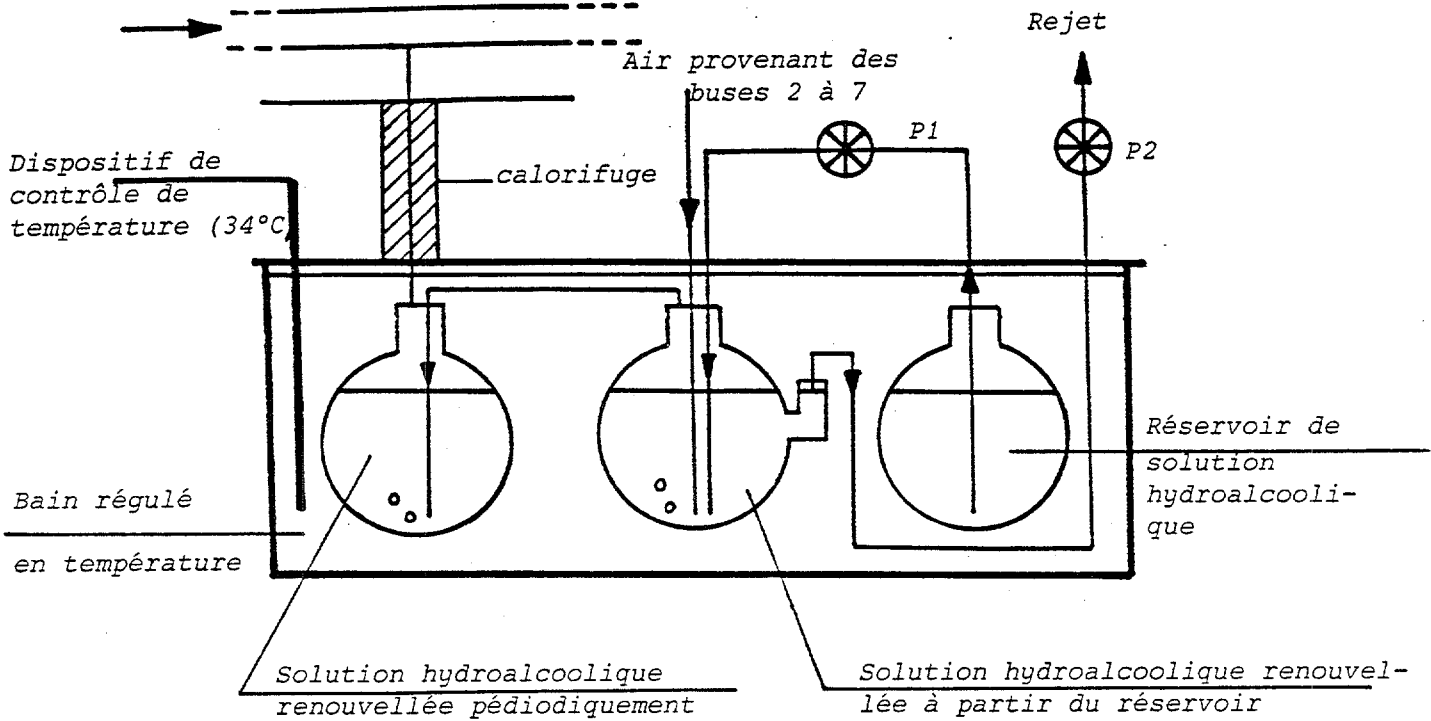 Rejet
Air provenant des
buses 2 à 7
P1
P2
Dispositif de
contrôle de
température (34°C)
calorifuge
Réservoir de
solution
hydroalcooli-
que
Bain régulé
en température
Solution hydroalcoolique
renouvellée pédiodiquement
Solution hydroalcoolique renouvel-
lée à partir du réservoir